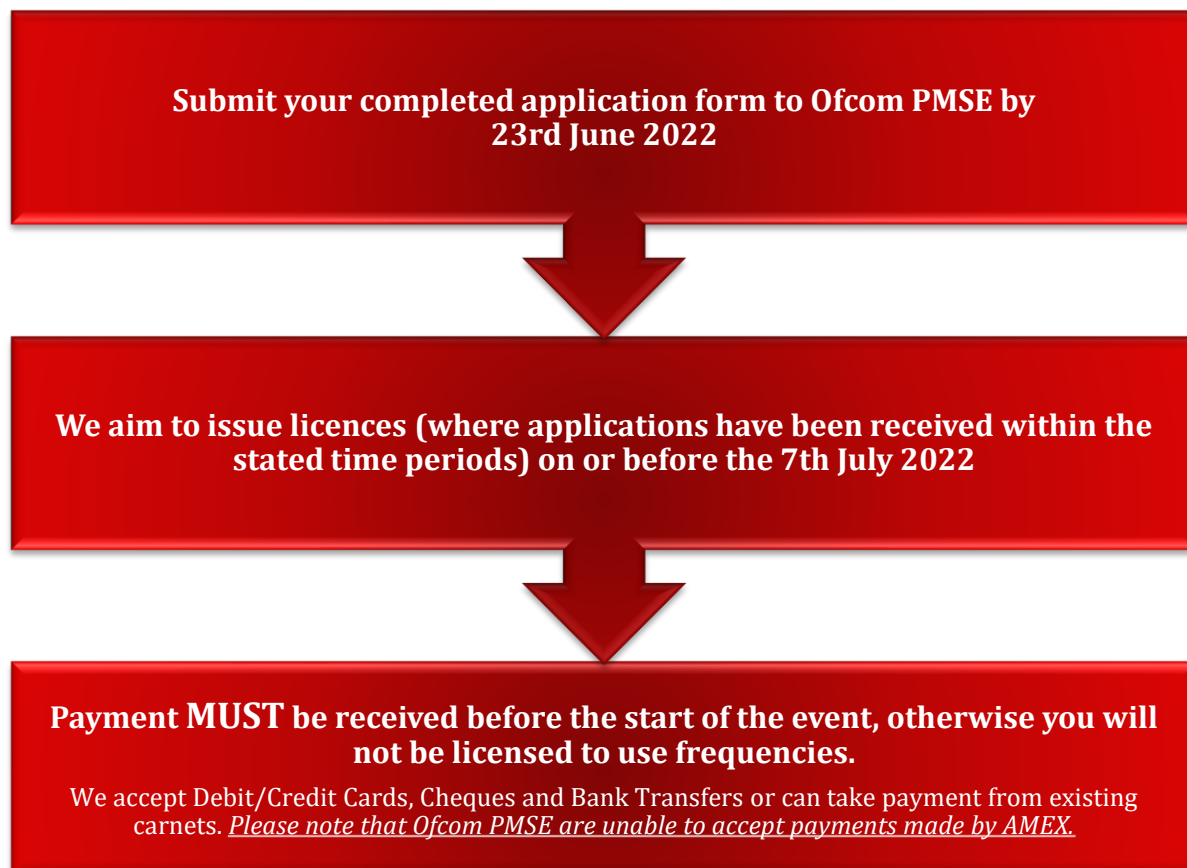 Submit your completed application form to Ofcom PMSE by
23rd June 2022
We aim to issue licences (where applications have been received within the
stated time periods) on or before the 7th July 2022
Payment MUST be received before the start of the event, otherwise you will
not be licensed to use frequencies.
We accept Debit/Credit Cards, Cheques and Bank Transfers or can take payment from existing
carnets. Please note that Ofcom PMSE are unable to accept payments made by AMEX.